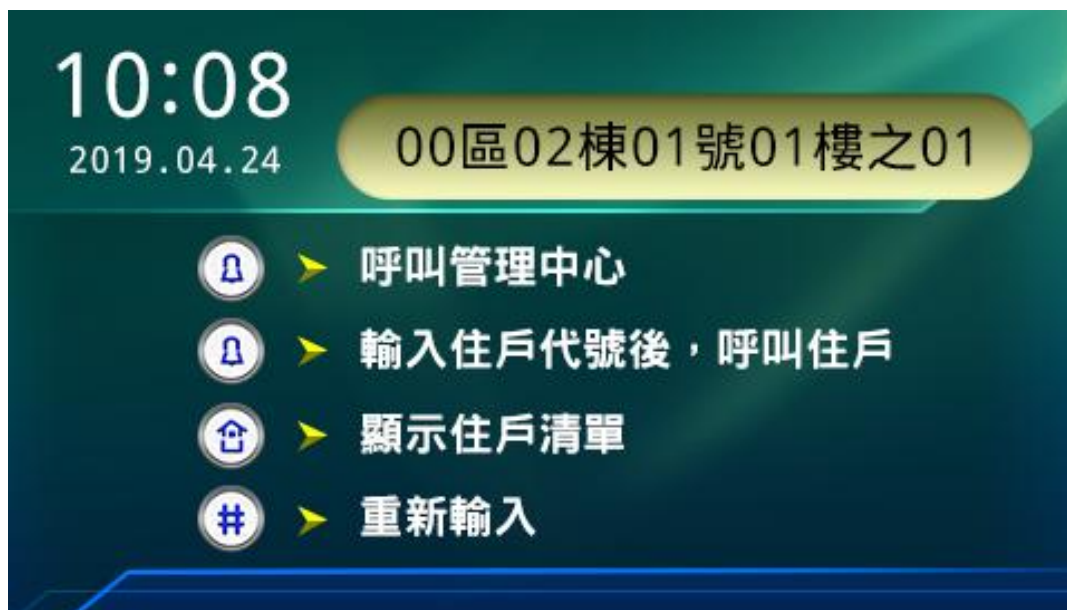 10:08
2019.04.24
00區02棟01號01樓之01
呼叫管理中心
輸入住戶代號後，呼叫住戶
顯示住戶清單
# 重新輸入